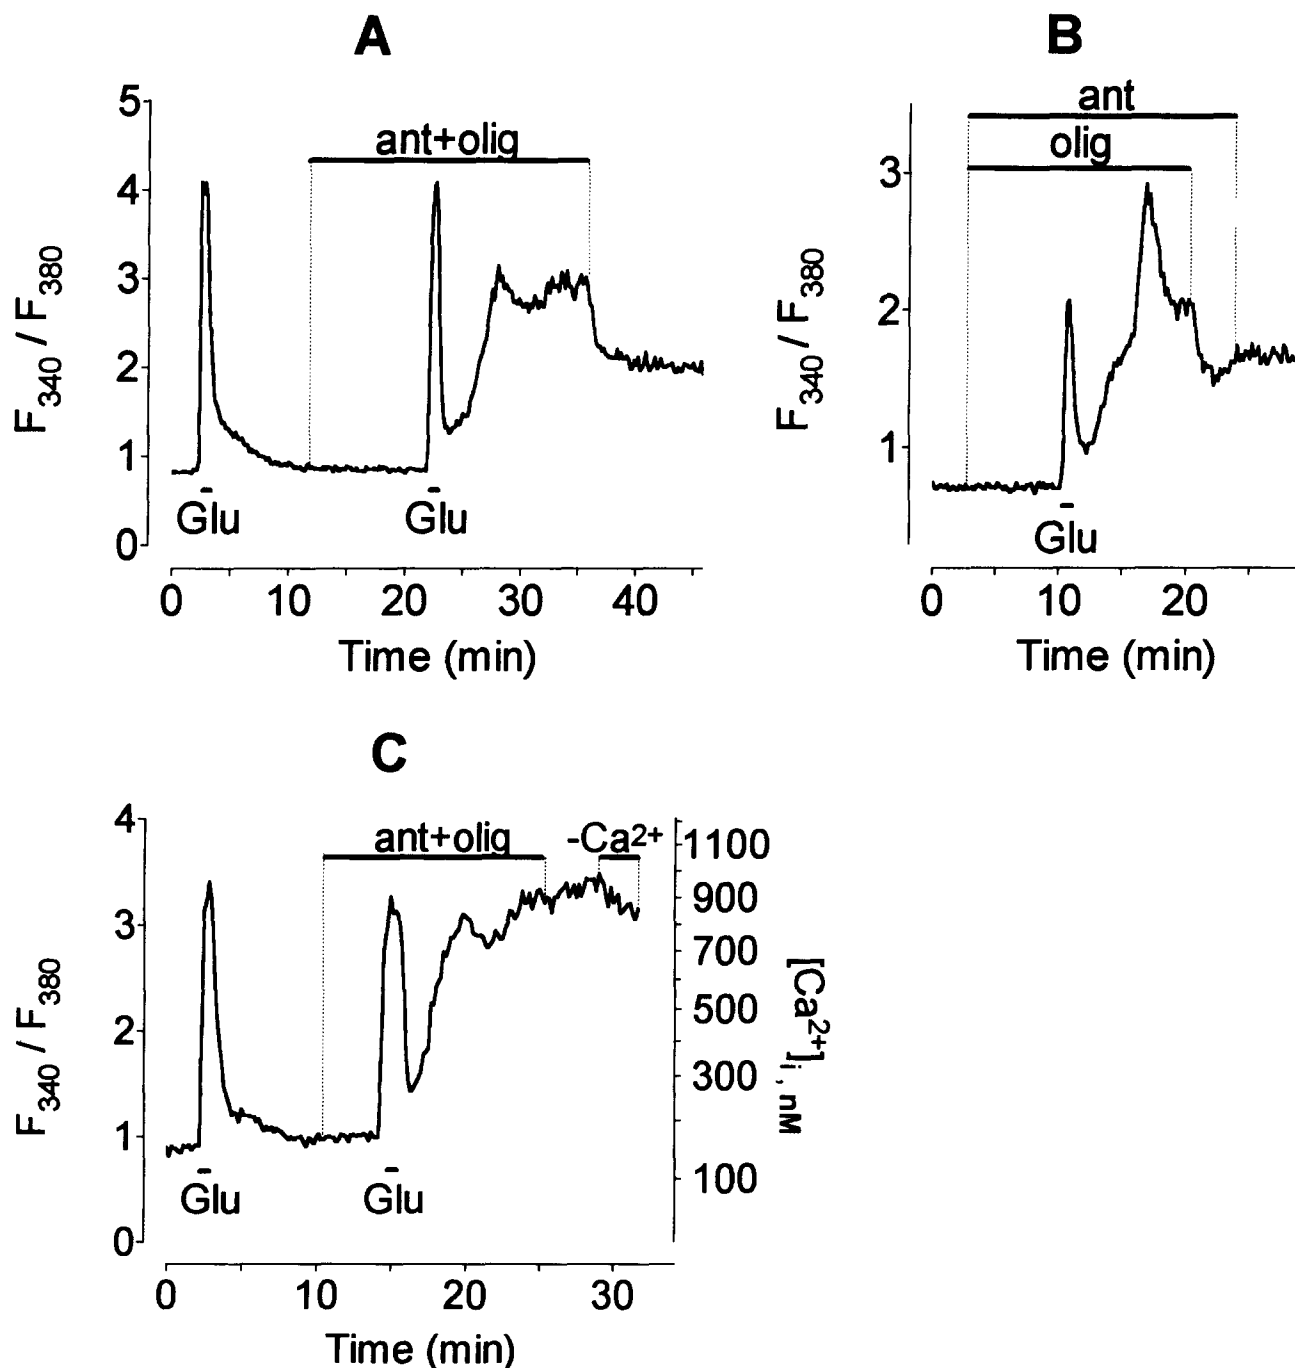 A
5
4
3
2
1
0
F340 / F380
ant+olig
Glu
Glu
0 10 20 30 40
Time (min)
B
ant
olig
3
2
1
F340 / F380
Glu
0 10 20
Time (min)
C
4
3
2
1
0
F340 / F380
ant+olig
-Ca2+
Glu
Glu
1100
900
700
500
300
100
[Ca2+]i, nM
0 10 20 30
Time (min)